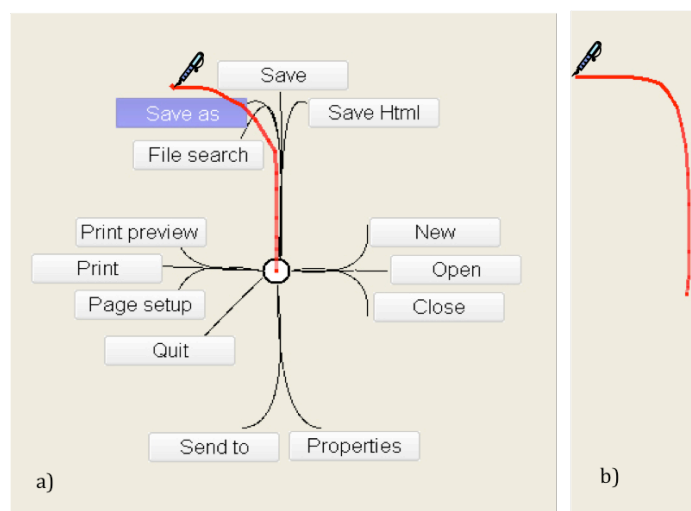 Save
Save as
Save Html
File search
Print preview
New
Print
Open
Page setup
Close
Quit
Send to
Properties
a)
b)